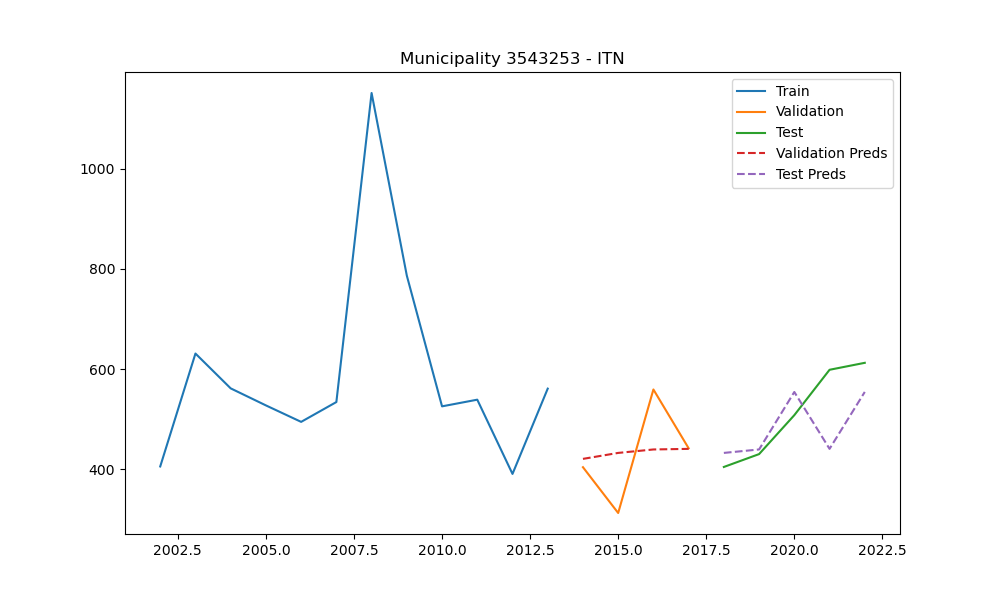 Municipality 3543253 - ITN
Train
Validation
Test
Validation Preds
Test Preds
1000
800
600
400
2002.5 2005.0 2007.5 2010.0 2012.5 2015.0 2017.5 2020.0 2022.5